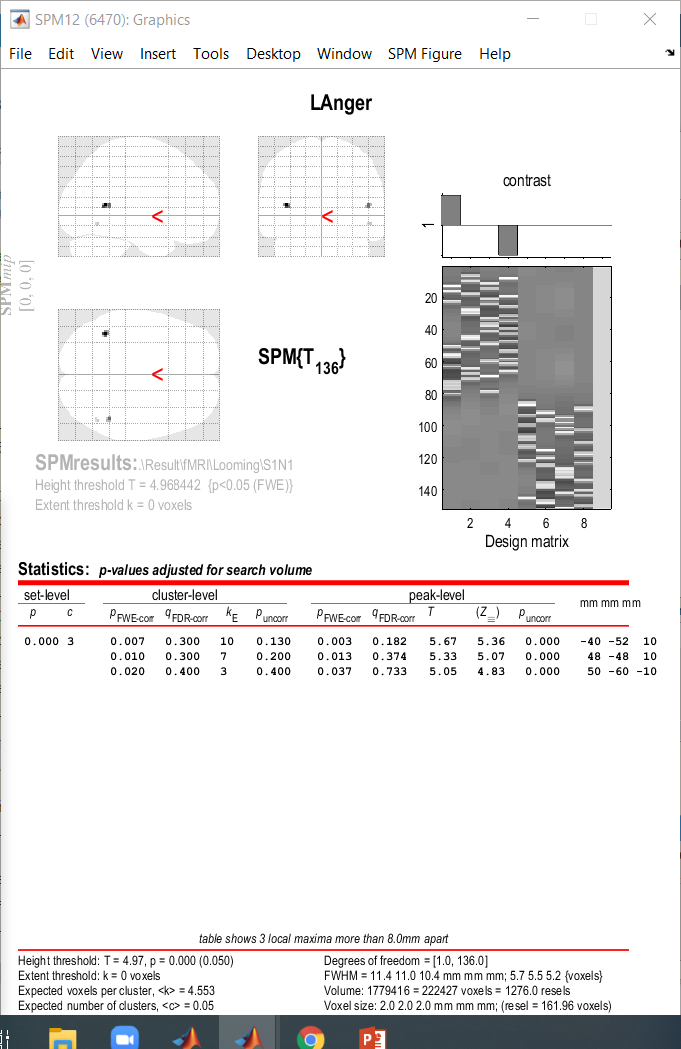 SPM12 (6470): Graphics
File Edit View Insert Tools Desktop Window SPM Figure Help
LAnger
contrast
1
<
<
SPMmip
[0, 0, 0]
<
SPM{T136}
20
40
60
80
100
120
140
2 4 6 8
Design matrix
SPMresults:.\Result\fMRI\Looming\S1N1
Height threshold T = 4.968442 {p<0.05 (FWE)}
Extent threshold k = 0 voxels
Statistics: p-values adjusted for search volume
set-level cluster-level peak-level mm mm mm
p c pFWE-corr qFDR-corr kE puncorr pFWE-corr qFDR-corr T (Z≡) puncorr
0.000 3 0.007 0.300 10 0.130 0.003 0.182 5.67 5.36 0.000 -40 -52 10
0.010 0.300 7 0.200 0.013 0.374 5.33 5.07 0.000 48 -48 10
0.020 0.400 3 0.400 0.037 0.733 5.05 4.83 0.000 50 -60 -10
table shows 3 local maxima more than 8.0mm apart
Height threshold: T = 4.97, p = 0.000 (0.050)
Extent threshold: k = 0 voxels
Expected voxels per cluster, <k> = 4.553
Expected number of clusters, <c> = 0.05
Degrees of freedom = [1.0, 136.0]
FWHM = 11.4 11.0 10.4 mm mm mm; 5.7 5.5 5.2 {voxels}
Volume: 1779416 = 222427 voxels = 1276.0 resels
Voxel size: 2.0 2.0 2.0 mm mm mm; (resel = 161.96 voxels)
P